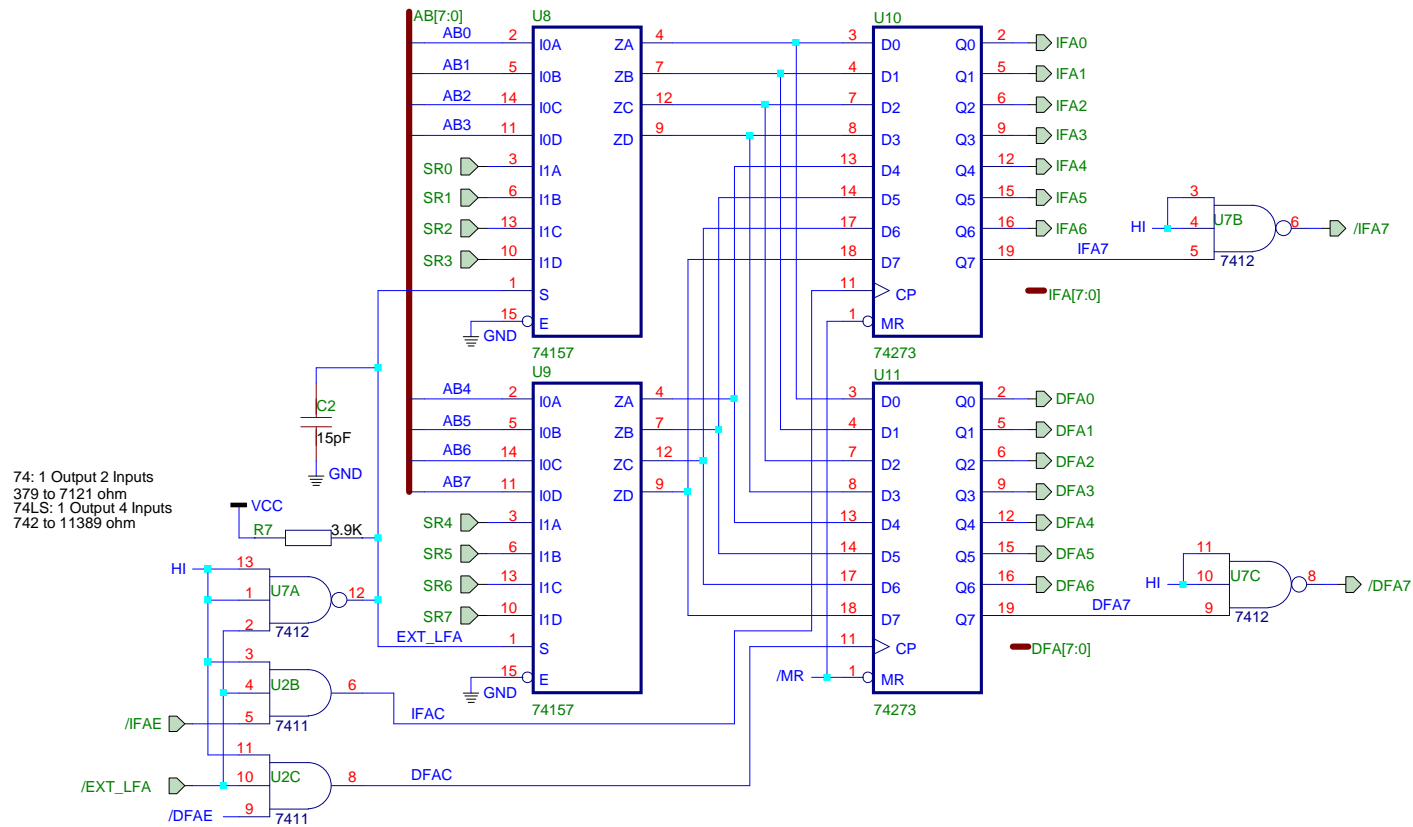 AB[7:0]
U8
U10
AB0 2 I0A ZA 4 3 D0 Q0 2 IFA0
AB1 5 I0B ZB 7 4 D1 Q1 5 IFA1
AB2 14 I0C ZC 12 7 D2 Q2 6 IFA2
AB3 11 I0D ZD 9 8 D3 Q3 9 IFA3
SR0 3 I1A 13 D4 Q4 12 IFA4
SR1 6 I1B 14 D5 Q5 15 IFA5
SR2 13 I1C 17 D6 Q6 16 IFA6
SR3 10 I1D 18 D7 Q7 19 IFA7
1 S 11 CP IFA[7:0]
15 E GND 1 MR
74157
74273
3
HI 4 U7B 6 /IFA7
5
7412
U9
U11
AB4 2 I0A ZA 4 3 D0 Q0 2 DFA0
AB5 5 I0B ZB 7 4 D1 Q1 5 DFA1
AB6 14 I0C ZC 12 7 D2 Q2 6 DFA2
AB7 11 I0D ZD 9 8 D3 Q3 9 DFA3
SR4 3 I1A 13 D4 Q4 12 DFA4
SR5 6 I1B 14 D5 Q5 15 DFA5
SR6 13 I1C 17 D6 Q6 16 DFA6
SR7 10 I1D 18 D7 Q7 19 DFA7
EXT_LFA 1 S 11 CP DFA[7:0]
15 E GND /MR 1 MR
74157
74273
11
HI 10 U7C 8 /DFA7
9
7412
C2
15pF
GND
74: 1 Output 2 Inputs
379 to 7121 ohm
74LS: 1 Output 4 Inputs
742 to 11389 ohm
VCC
R7 3.9K
HI 13
U7A
1 12
2
7412
3
U2B
4 6
/IFAE 5
7411
IFAC
11
/EXT_LFA 10 U2C 8 DFAC
/DFAE 9
7411